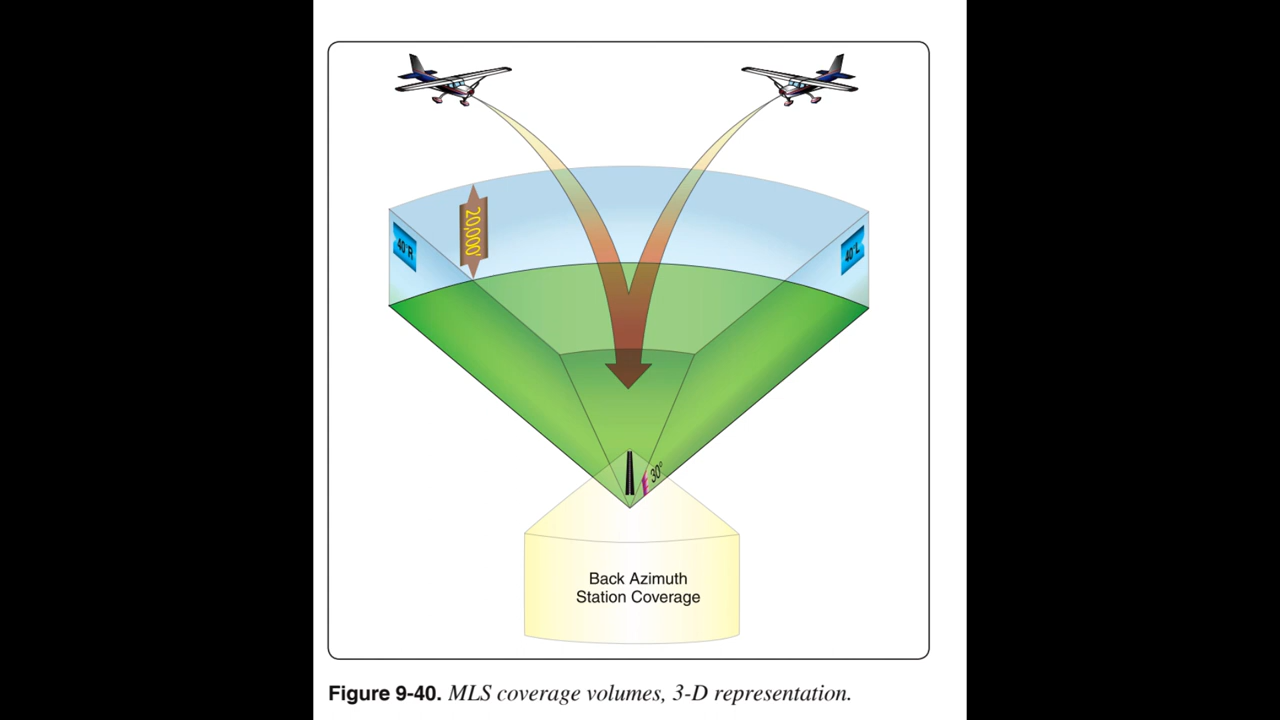 20,000'
40°R
40°L
30°
Back Azimuth
Station Coverage
Figure 9-40. MLS coverage volumes, 3-D representation.